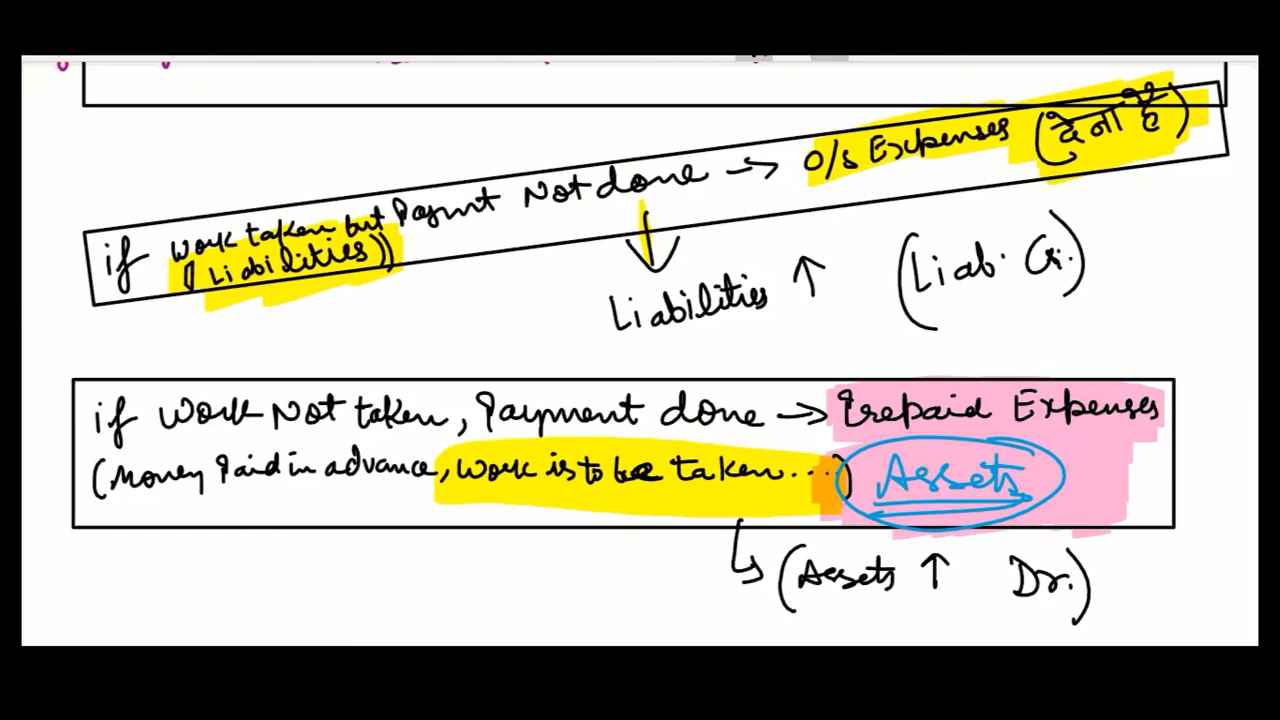 if work taken but Paymnt Not done → O/s Expenses (देना है)
(Liabilities))
Liabilities ↑ (Liab. Cr.)
if Work Not taken, Payment done → Prepaid Expenses
(Money Paid in advance, work is to be taken...) Assets
(Assets ↑ Dr.)